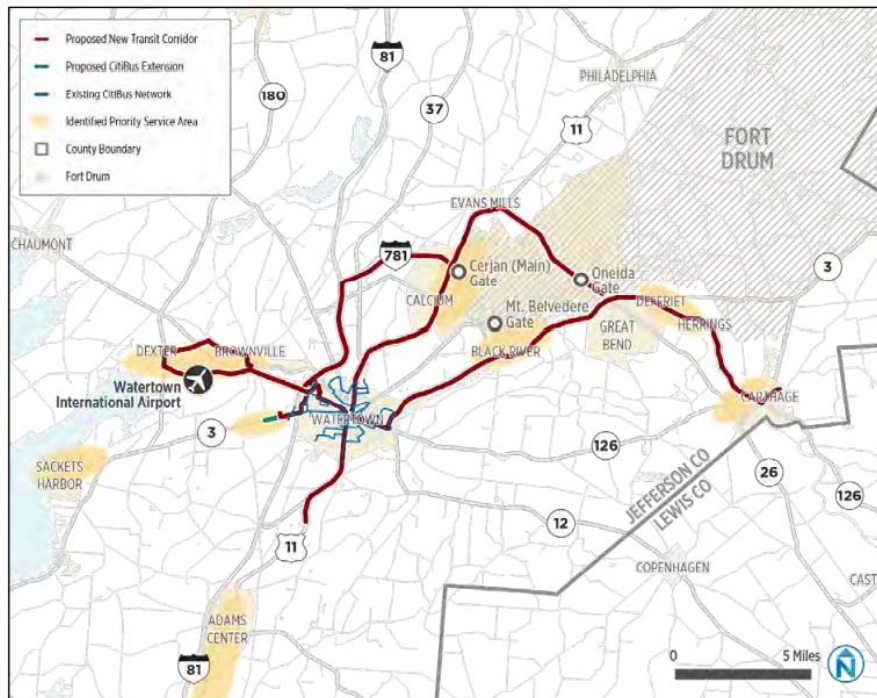 Proposed New Transit Corridor
Proposed CitiBus Extension
Existing CitiBus Network
Identified Priority Service Area
County Boundary
Fort Drum
81
180
37
PHILADELPHIA
11
FORT
DRUM
EVANS MILLS
CHAUMONT
781
3
Cerjan (Main)
Gate
Oneida
Gate
CALCIUM
Mt. Belvedere
Gate
DEFERIET
HERRINGS
GREAT
BEND
BLACK RIVER
DEXTER
BROWNVILLE
Watertown
International Airport
CARTHAGE
WATERTOWN
3
126
SACKETS
HARBOR
JEFFERSON CO
LEWIS CO
26
126
12
11
COPENHAGEN
CAST
ADAMS
CENTER
81
0 5 Miles
N